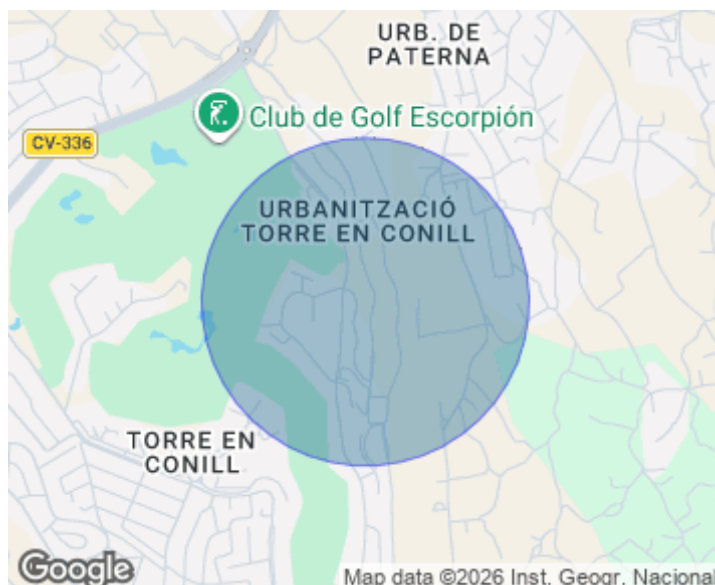 URB. DE
PATERNA
Club de Golf Escorpión
CV-336
URBANITZACIÓ
TORRE EN CONILL
TORRE EN
CONILL
Google
Map data ©2026 Inst. Geogr. Nacional